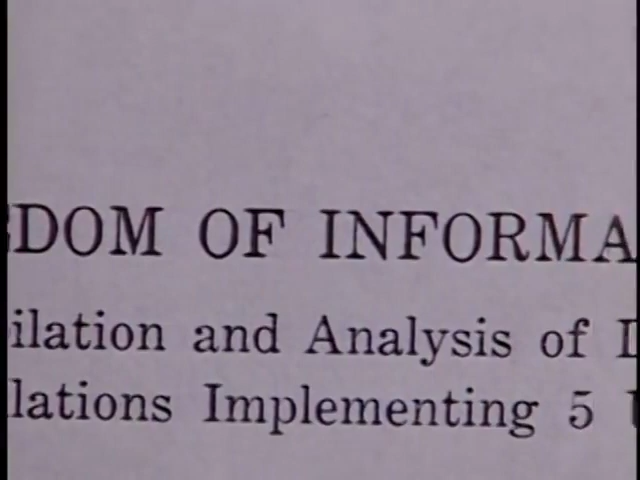 DOM OF INFORMA
ilation and Analysis of
lations Implementing 5